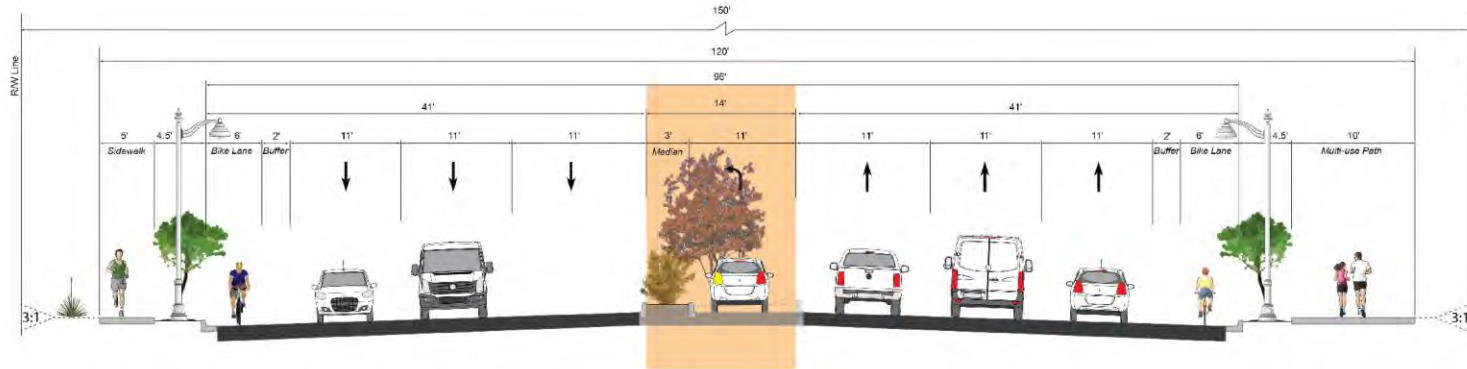 150'
R/W Line
120'
96'
41' 14' 41'
5' 4.5' 6' 2' 11' 11' 11' 3' 11' 11' 11' 11' 2' 6' 4.5' 10'
Sidewalk Bike Lane Buffer Median Buffer Bike Lane Multi-use Path
3:1 3:1